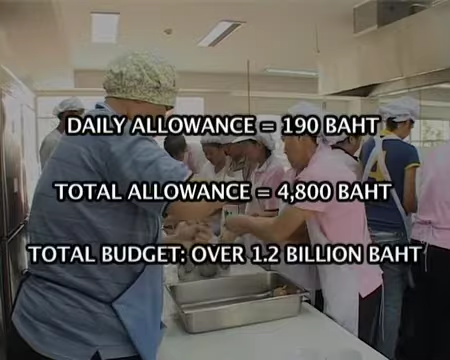 DAILY ALLOWANCE = 190 BAHT
TOTAL ALLOWANCE = 4,800 BAHT
TOTAL BUDGET: OVER 1.2 BILLION BAHT